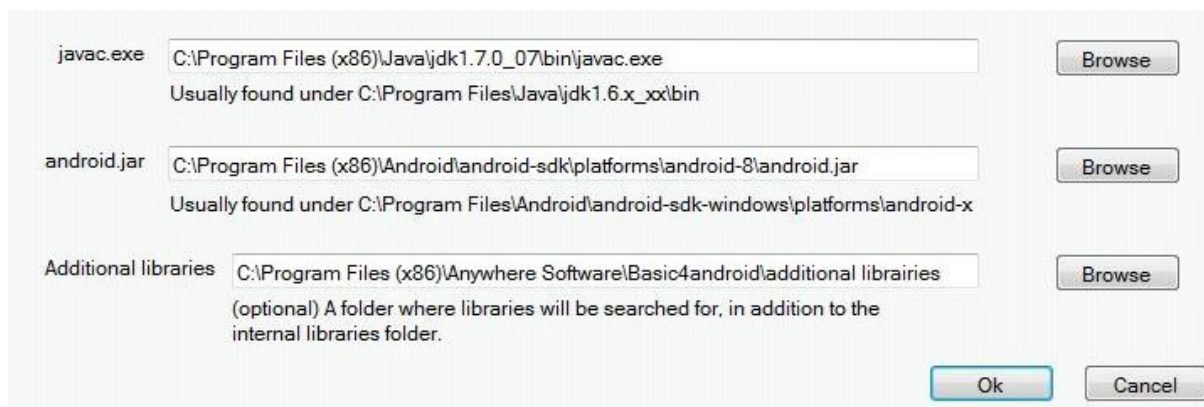 javac.exe C:\Program Files (x86)\Java\jdk1.7.0_07\bin\javac.exe Browse
Usually found under C:\Program Files\Java\jdk1.6.x_xx\bin
android.jar C:\Program Files (x86)\Android\android-sdk\platforms\android-8\android.jar Browse
Usually found under C:\Program Files\Android\android-sdk-windows\platforms\android-x
Additional libraries C:\Program Files (x86)\Anywhere Software\Basic4android\additional librairies Browse
(optional) A folder where libraries will be searched for, in addition to the
internal libraries folder.
Ok Cancel